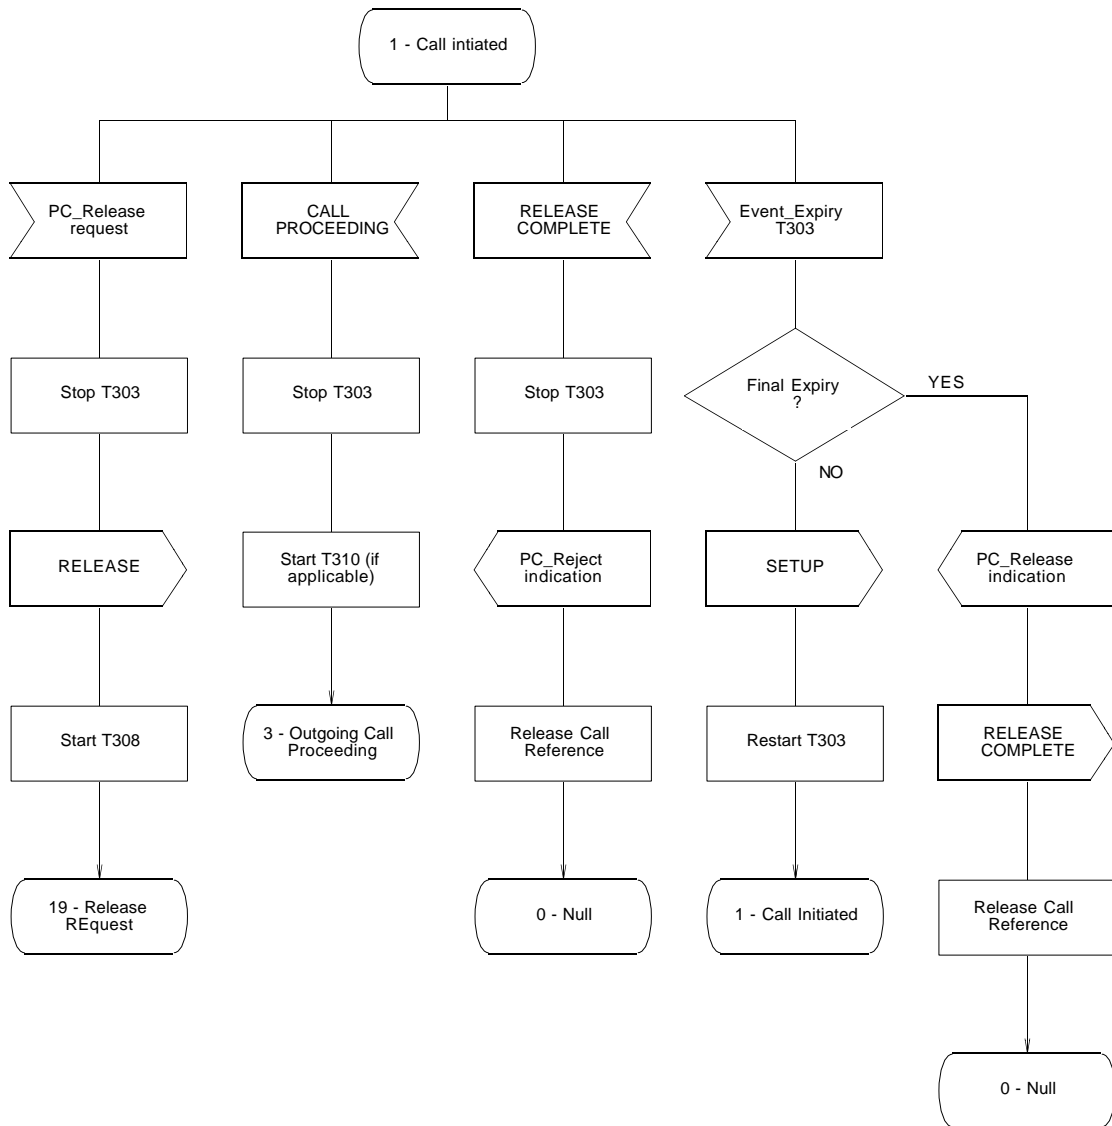 1 - Call intiated
PC_Release
request
CALL
PROCEEDING
RELEASE
COMPLETE
Event_Expiry
T303
Stop T303
Stop T303
Stop T303
Final Expiry
?
YES
NO
RELEASE
Start T310 (if
applicable)
PC_Reject
indication
SETUP
PC_Release
indication
Start T308
3 - Outgoing Call
Proceeding
Release Call
Reference
Restart T303
RELEASE
COMPLETE
19 - Release
REquest
0 - Null
1 - Call Initiated
Release Call
Reference
0 - Null